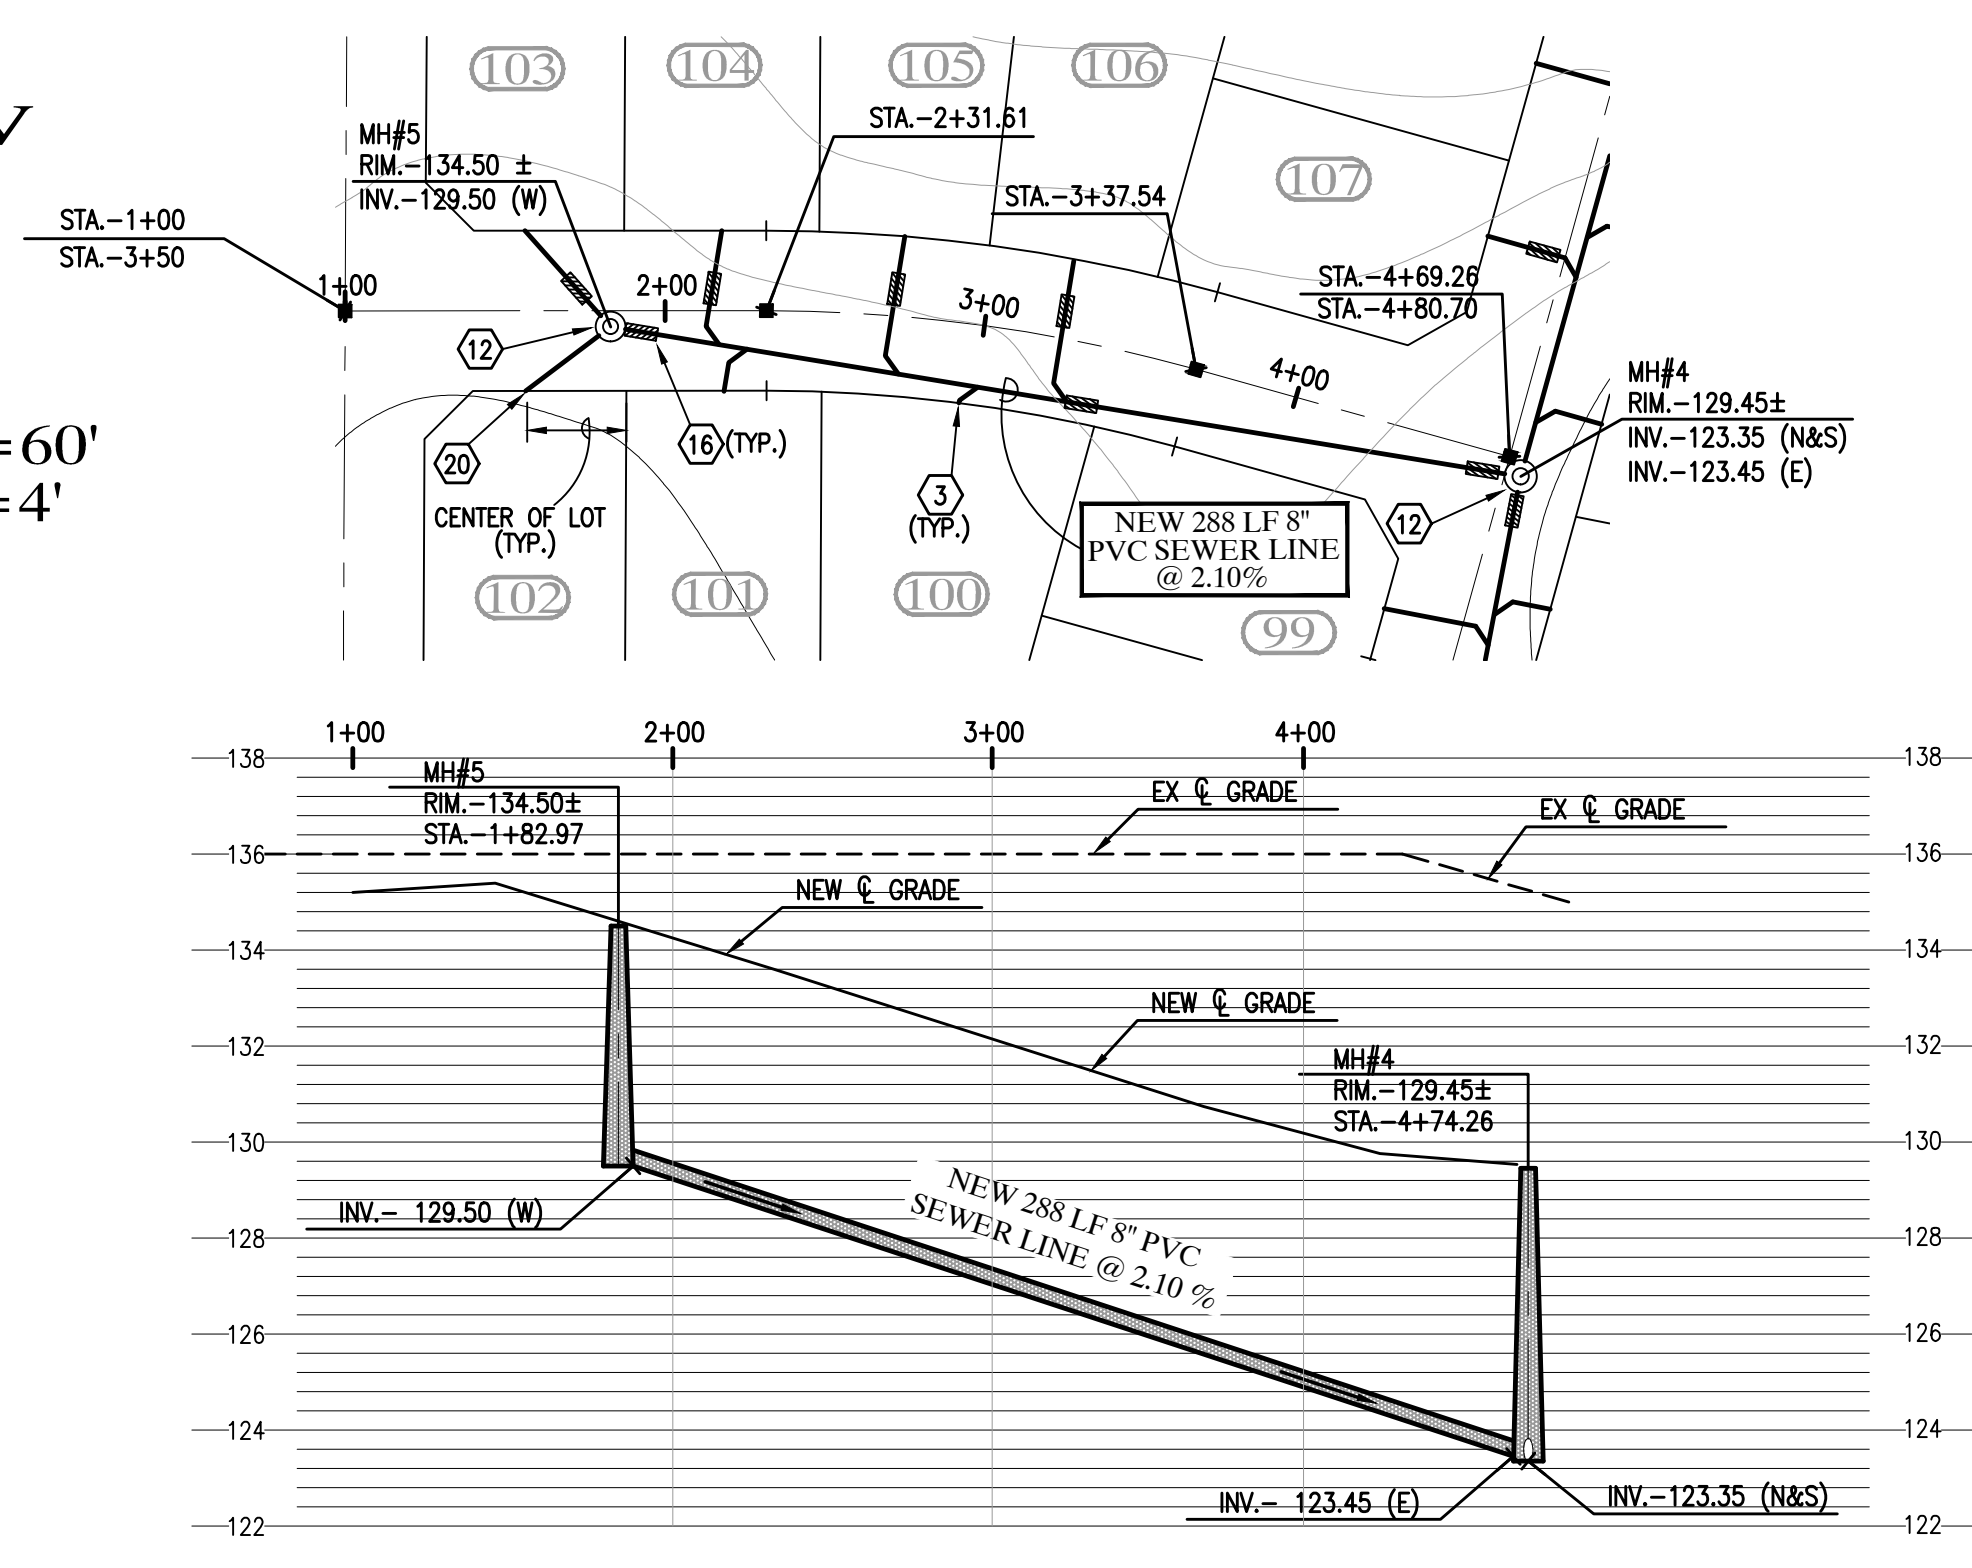 103
104
105
106
107
MH#5
RIM.-134.50 ±
INV.-129.50 (W)
STA.-2+31.61
STA.-3+37.54
STA.-1+00
STA.-3+50
1+00
2+00
3+00
4+00
STA.-4+69.26
STA.-4+80.70
MH#4
RIM.-129.45±
INV.-123.35 (N&S)
INV.-123.45 (E)
12
20
16 (TYP.)
3
(TYP.)
12
=60'
=4'
CENTER OF LOT
(TYP.)
NEW 288 LF 8"
PVC SEWER LINE
@ 2.10%
102
101
100
99
1+00
2+00
3+00
4+00
138
138
MH#5
RIM.-134.50±
STA.-1+82.97
EX ℄ GRADE
EX ℄ GRADE
136
136
NEW ℄ GRADE
134
134
NEW ℄ GRADE
132
132
MH#4
RIM.-129.45±
STA.-4+74.26
130
130
INV.- 129.50 (W)
NEW 288 LF 8" PVC
SEWER LINE @ 2.10 %
128
128
126
126
124
124
INV.- 123.45 (E)
INV.-123.35 (N&S)
122
122